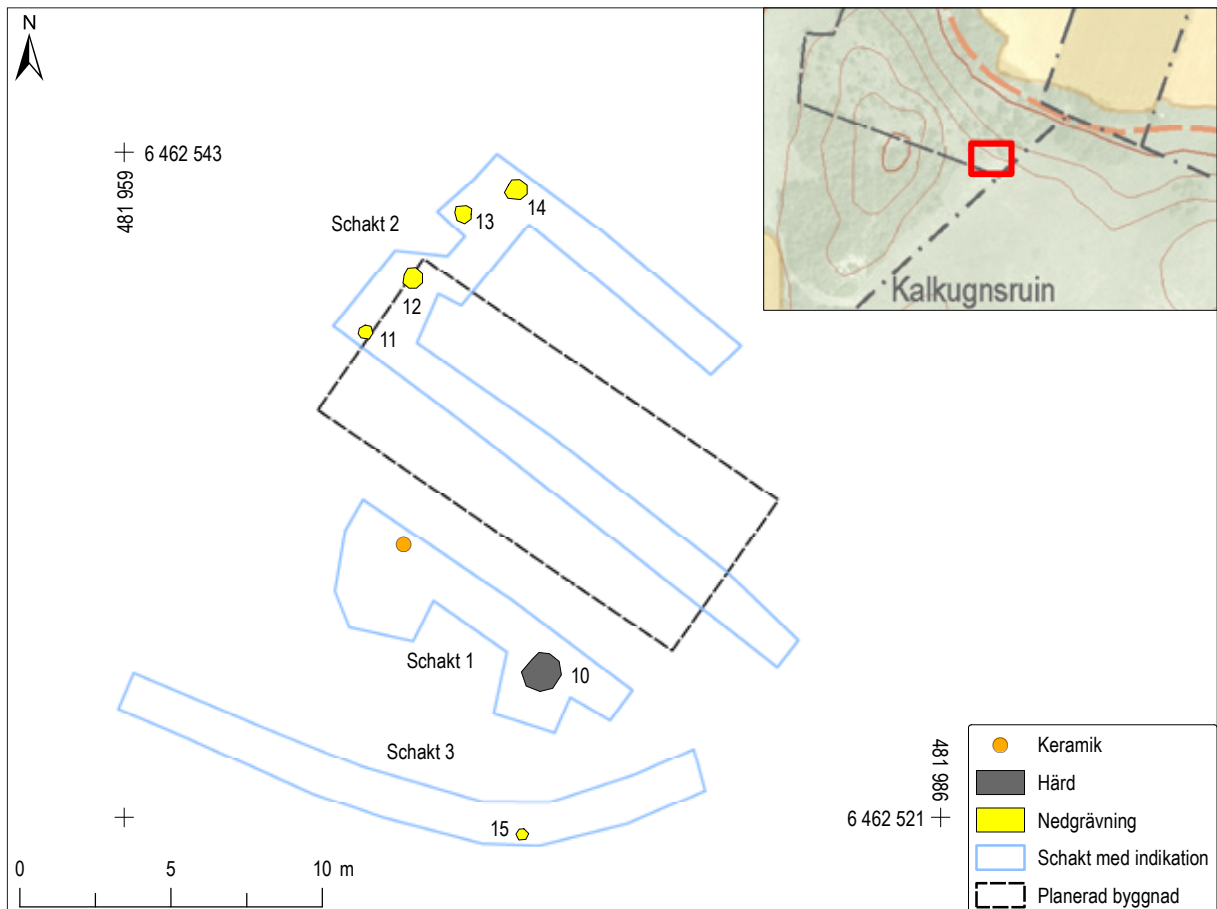 N
6 462 543
481 959
Kalkugnsruin
Schakt 2
14
13
12
11
Schakt 1
10
Schakt 3
15
481 986
6 462 521
0 5 10 m
Keramik
Härd
Nedgrävning
Schakt med indikation
Planerad byggnad